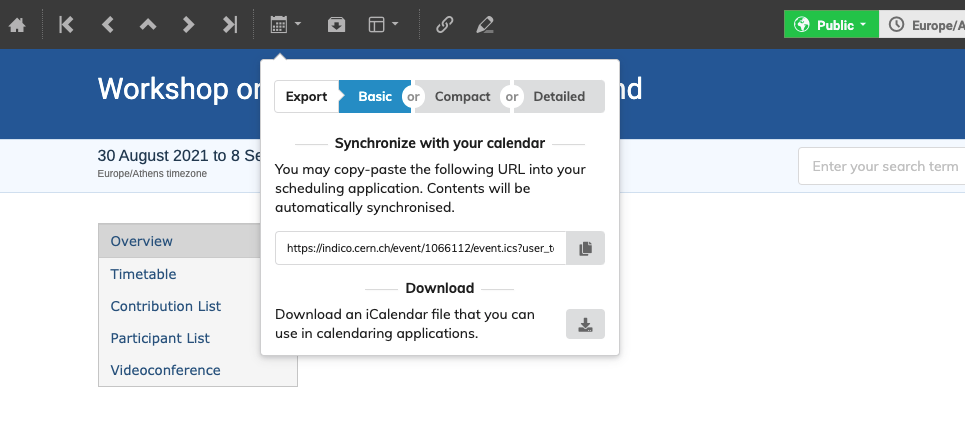 Public
Europe/A
Workshop on
nd
Export Basic or Compact or Detailed
Synchronize with your calendar
You may copy-paste the following URL into your
scheduling application. Contents will be
automatically synchronised.
https://indico.cern.ch/event/1066112/event.ics?user_t
Download
Download an iCalendar file that you can
use in calendaring applications.
30 August 2021 to 8 Se
Europe/Athens timezone
Enter your search term
Overview
Timetable
Contribution List
Participant List
Videoconference